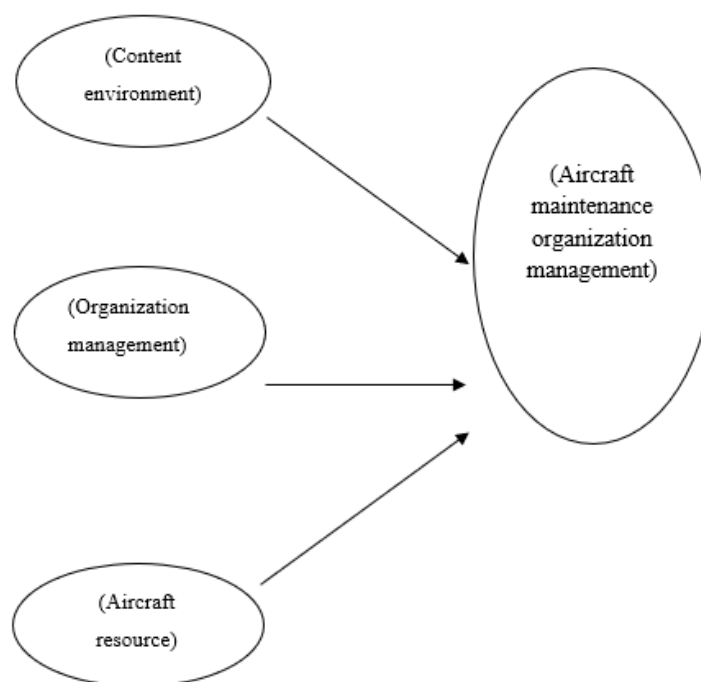 (Content
environment)
(Aircraft
maintenance
organization
management)
(Organization
management)
(Aircraft
resource)